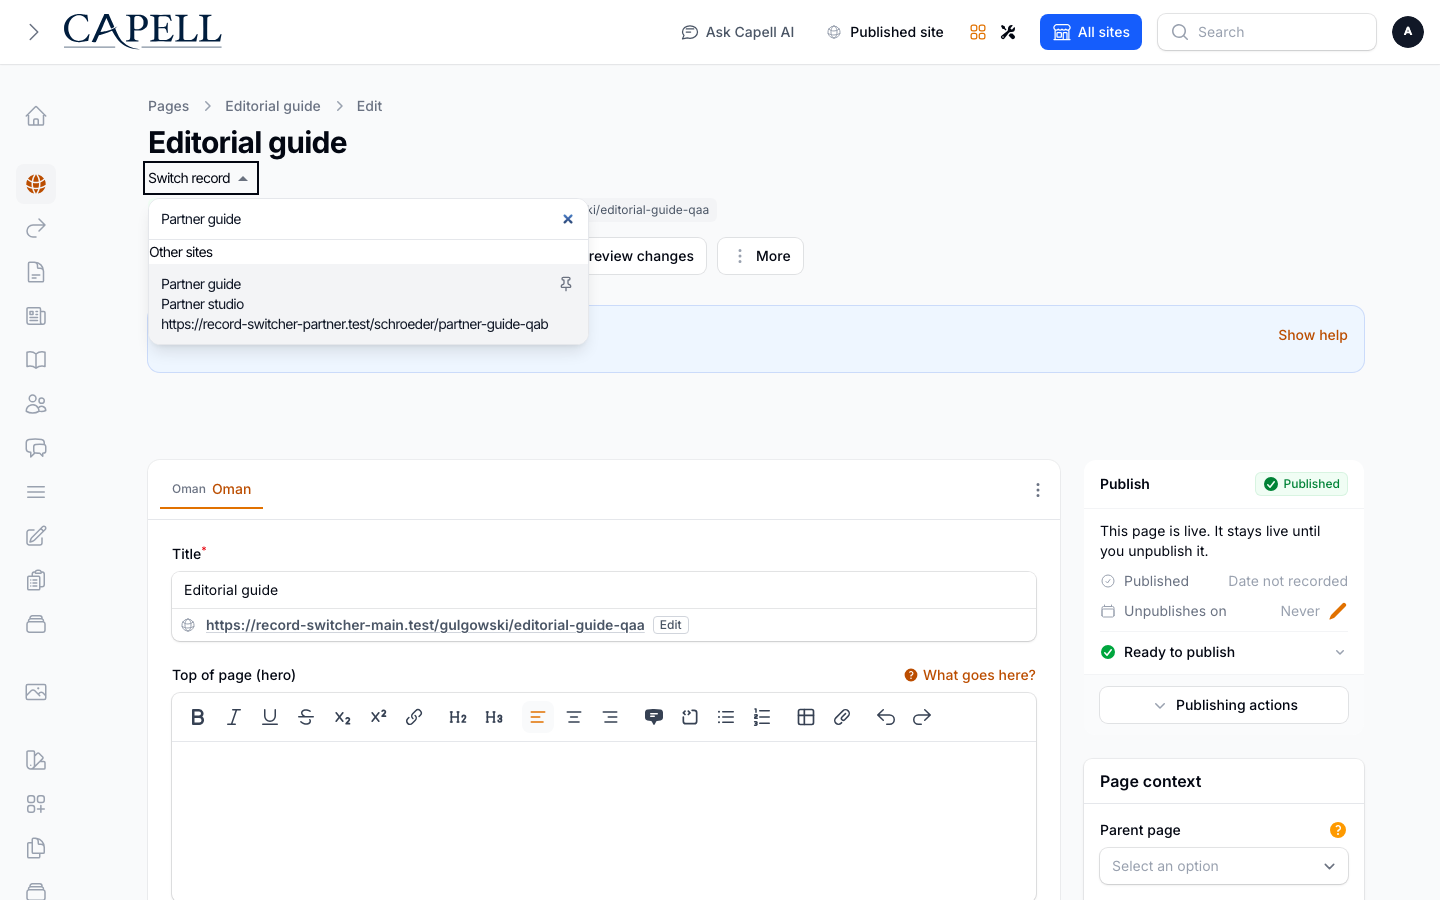 CAPELL
Ask Capell AI
Published site
All sites
Search
A
Pages
Editorial guide
Edit
Editorial guide
Switch record
Partner guide
ki/editorial-guide-qaa
Other sites
Partner guide
Partner studio
https://record-switcher-partner.test/schroeder/partner-guide-qab
review changes
More
Show help
Oman Oman
Publish
Published
This page is live. It stays live until
you unpublish it.
Published
Date not recorded
Unpublishes on
Never
Ready to publish
Publishing actions
Title*
Editorial guide
https://record-switcher-main.test/gulgowski/editorial-guide-qaa
Edit
Top of page (hero)
What goes here?
B I U S X₂ X² H2 H3
Page context
Parent page
Select an option